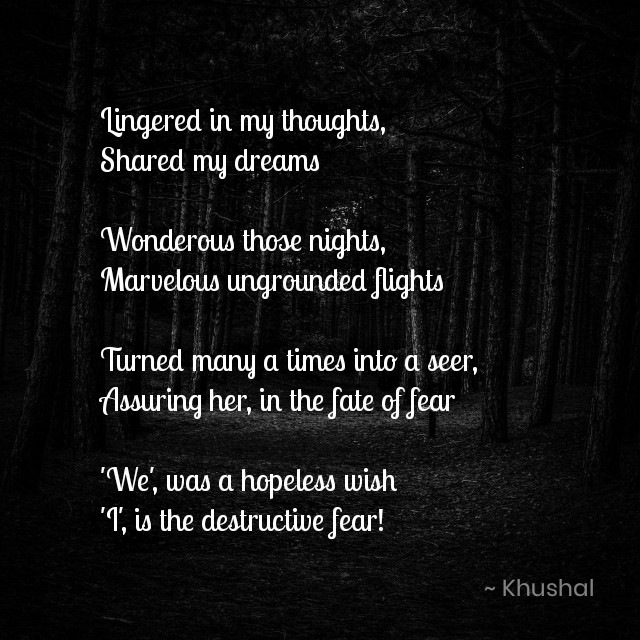 Lingered in my thoughts,
Shared my dreams
Wonderous those nights,
Marvelous ungrounded flights
Turned many a times into a seer,
Assuring her, in the fate of fear
'We', was a hopeless wish
'I', is the destructive fear!
~ Khushal